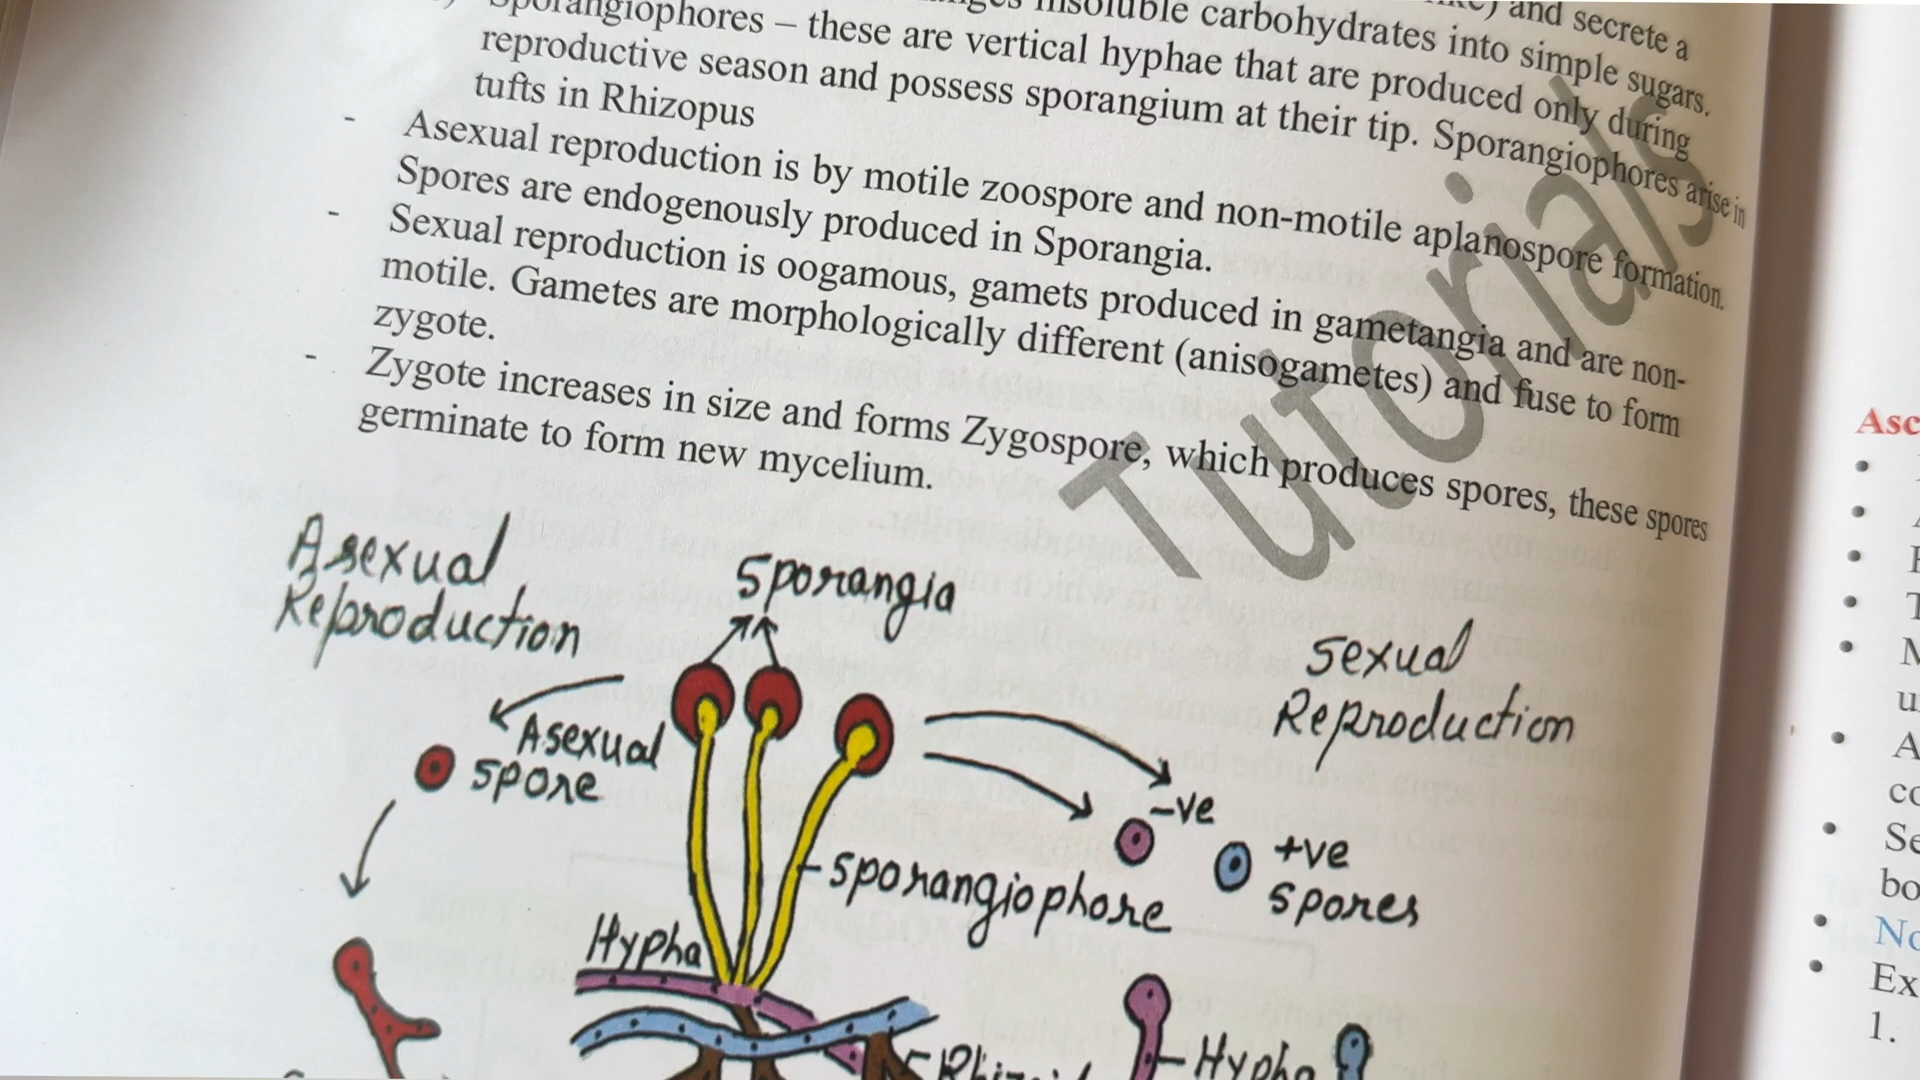 insoluble carbohydrates into simple sugars.
and secrete a
Sporangiophores – these are vertical hyphae that are produced only during
reproductive season and possess sporangium at their tip. Sporangiophores arise in
tufts in Rhizopus
- Asexual reproduction is by motile zoospore and non-motile aplanospore formation.
Spores are endogenously produced in Sporangia.
- Sexual reproduction is oogamous, gamets produced in gametangia and are non-
motile. Gametes are morphologically different (anisogametes) and fuse to form
zygote.
- Zygote increases in size and forms Zygospore, which produces spores, these spores
germinate to form new mycelium.
Tutorials
Asexual
Reproduction
Sporangia
Sexual
Reproduction
Asexual
spore
-ve
+ve
spores
sporangiophore
Hypha
Hypha
Asc
T
M
A
Se
bo
No
Ex
1.